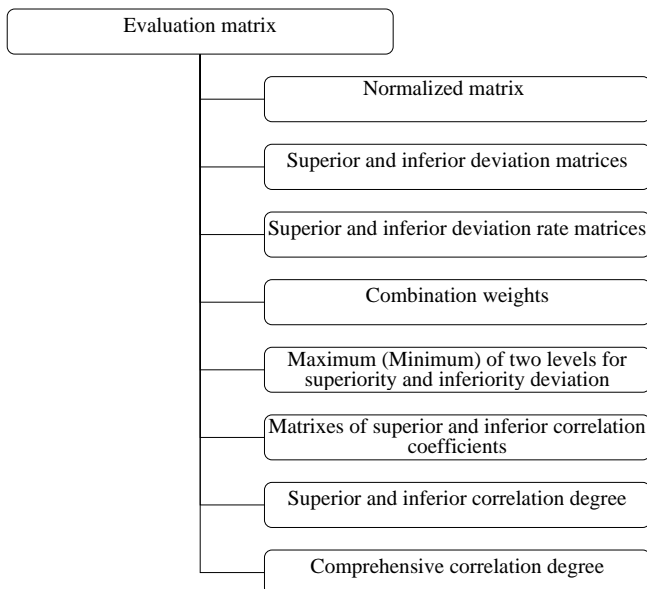 Evaluation matrix
Normalized matrix
Superior and inferior deviation matrices
Superior and inferior deviation rate matrices
Combination weights
Maximum (Minimum) of two levels for
superiority and inferiority deviation
Matrixes of superior and inferior correlation
coefficients
Superior and inferior correlation degree
Comprehensive correlation degree